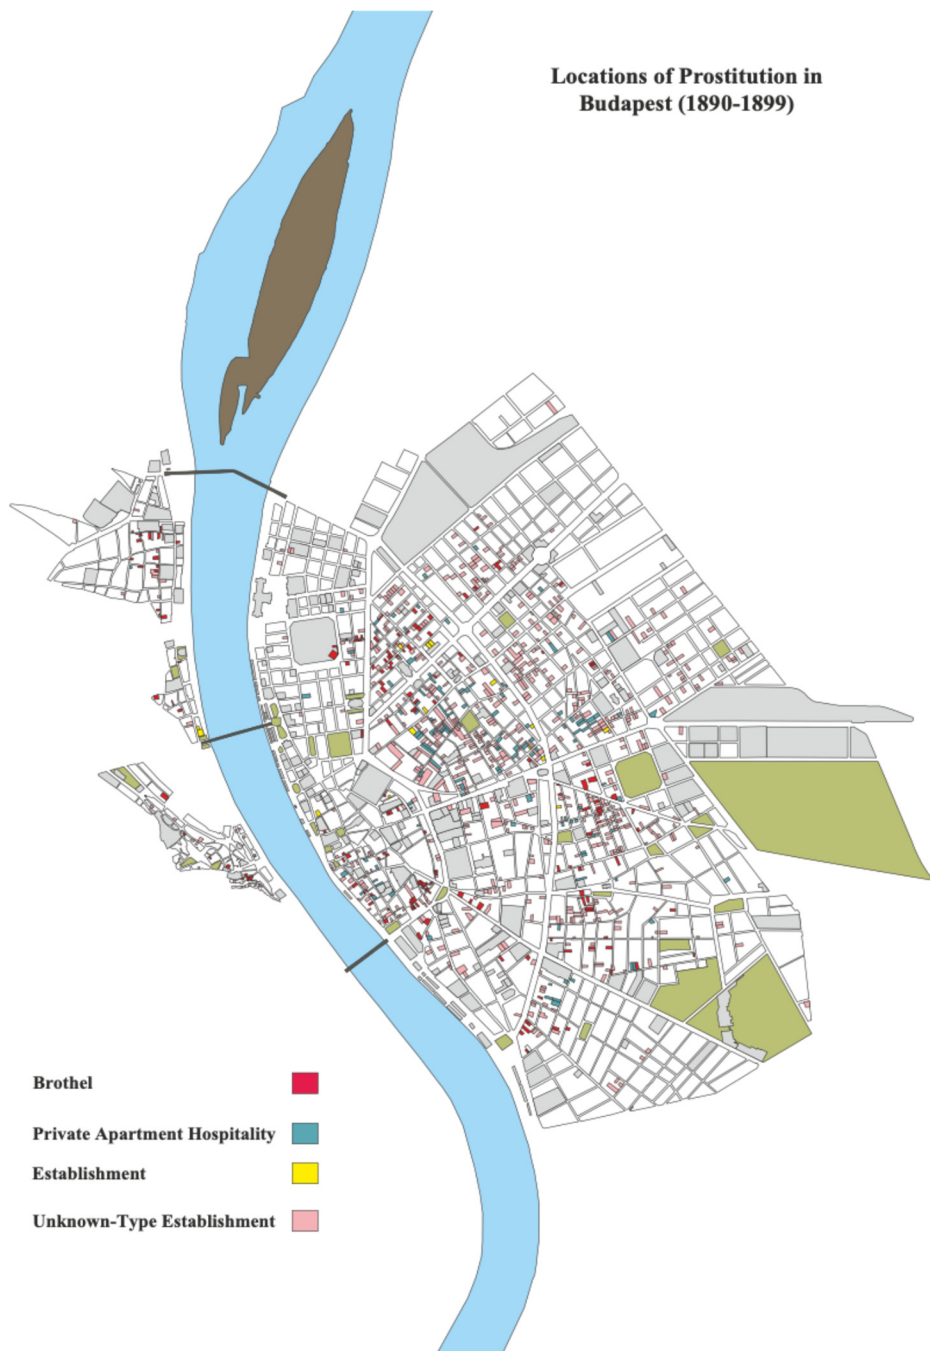 Locations of Prostitution in
Budapest (1890-1899)
Brothel
Private Apartment Hospitality
Establishment
Unknown-Type Establishment